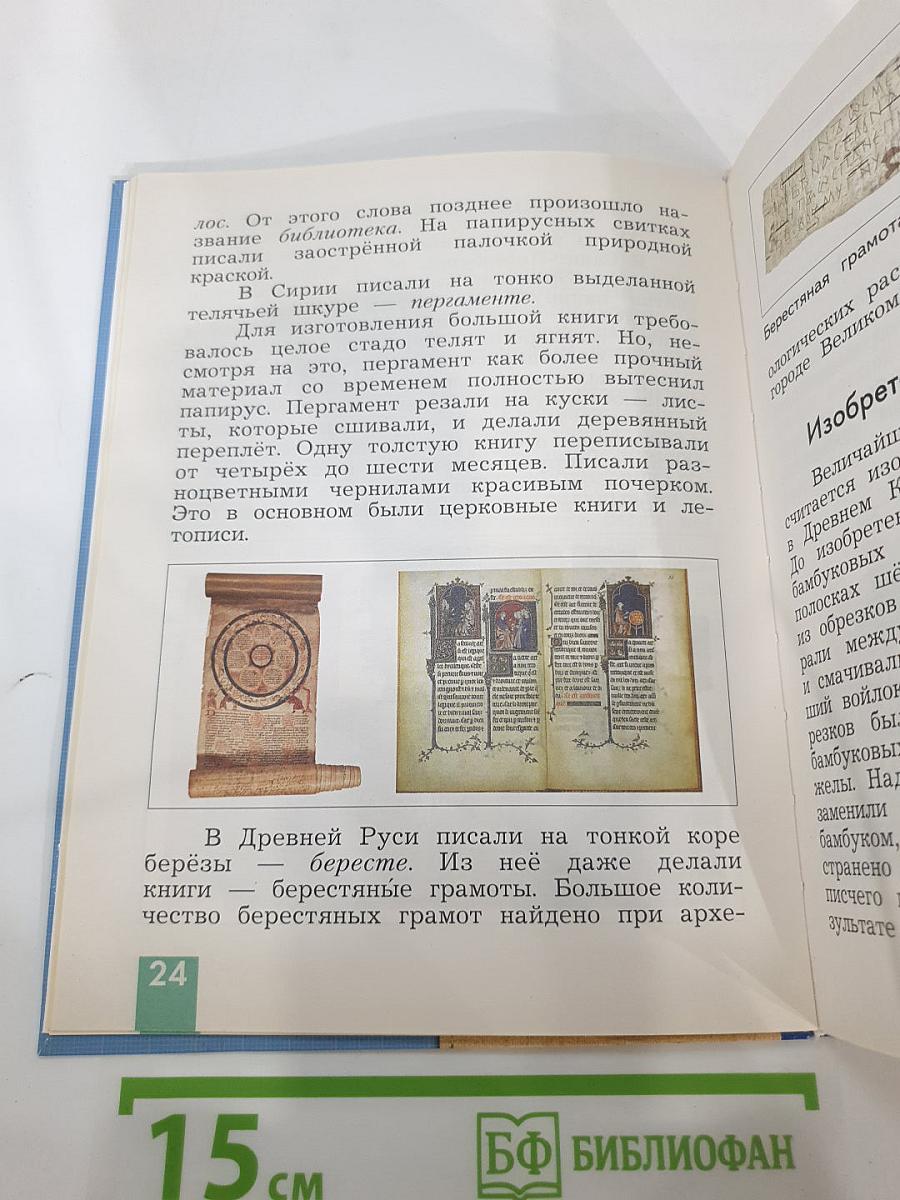 лос. От этого слова позднее произошло на-
звание библиотека. На папирусных свитках
писали заострённой палочкой природной
краской.
В Сирии писали на тонко выделанной
телячьей шкуре — пергаменте.
Для изготовления большой книги требо-
валось целое стадо телят и ягнят. Но, не-
смотря на это, пергамент как более прочный
материал со временем полностью вытеснил
папирус. Пергамент резали на куски — лис-
ты, которые сшивали, и делали деревянный
переплёт. Одну толстую книгу переписывали
от четырёх до шести месяцев. Писали раз-
ноцветными чернилами красивым почерком.
Это в основном были церковные книги и ле-
тописи.
В Древней Руси писали на тонкой коре
берёзы — бересте. Из неё даже делали
книги — берестяны́е грамоты. Большое коли-
чество берестяных грамот найдено при архе-
24
Берестяная грамота
ологических рас
городе Великом
Изобрет
Величайш
считается изо
в Древнем К
До изобретен
бамбуковых
полосках шё
из обрезков
рали между
и смачивали
ший войлок
резков был
бамбуковых
желы. Над
заменили
бамбуком,
странено
писчего
зультате
15 см
БФ БИБЛИОФАН